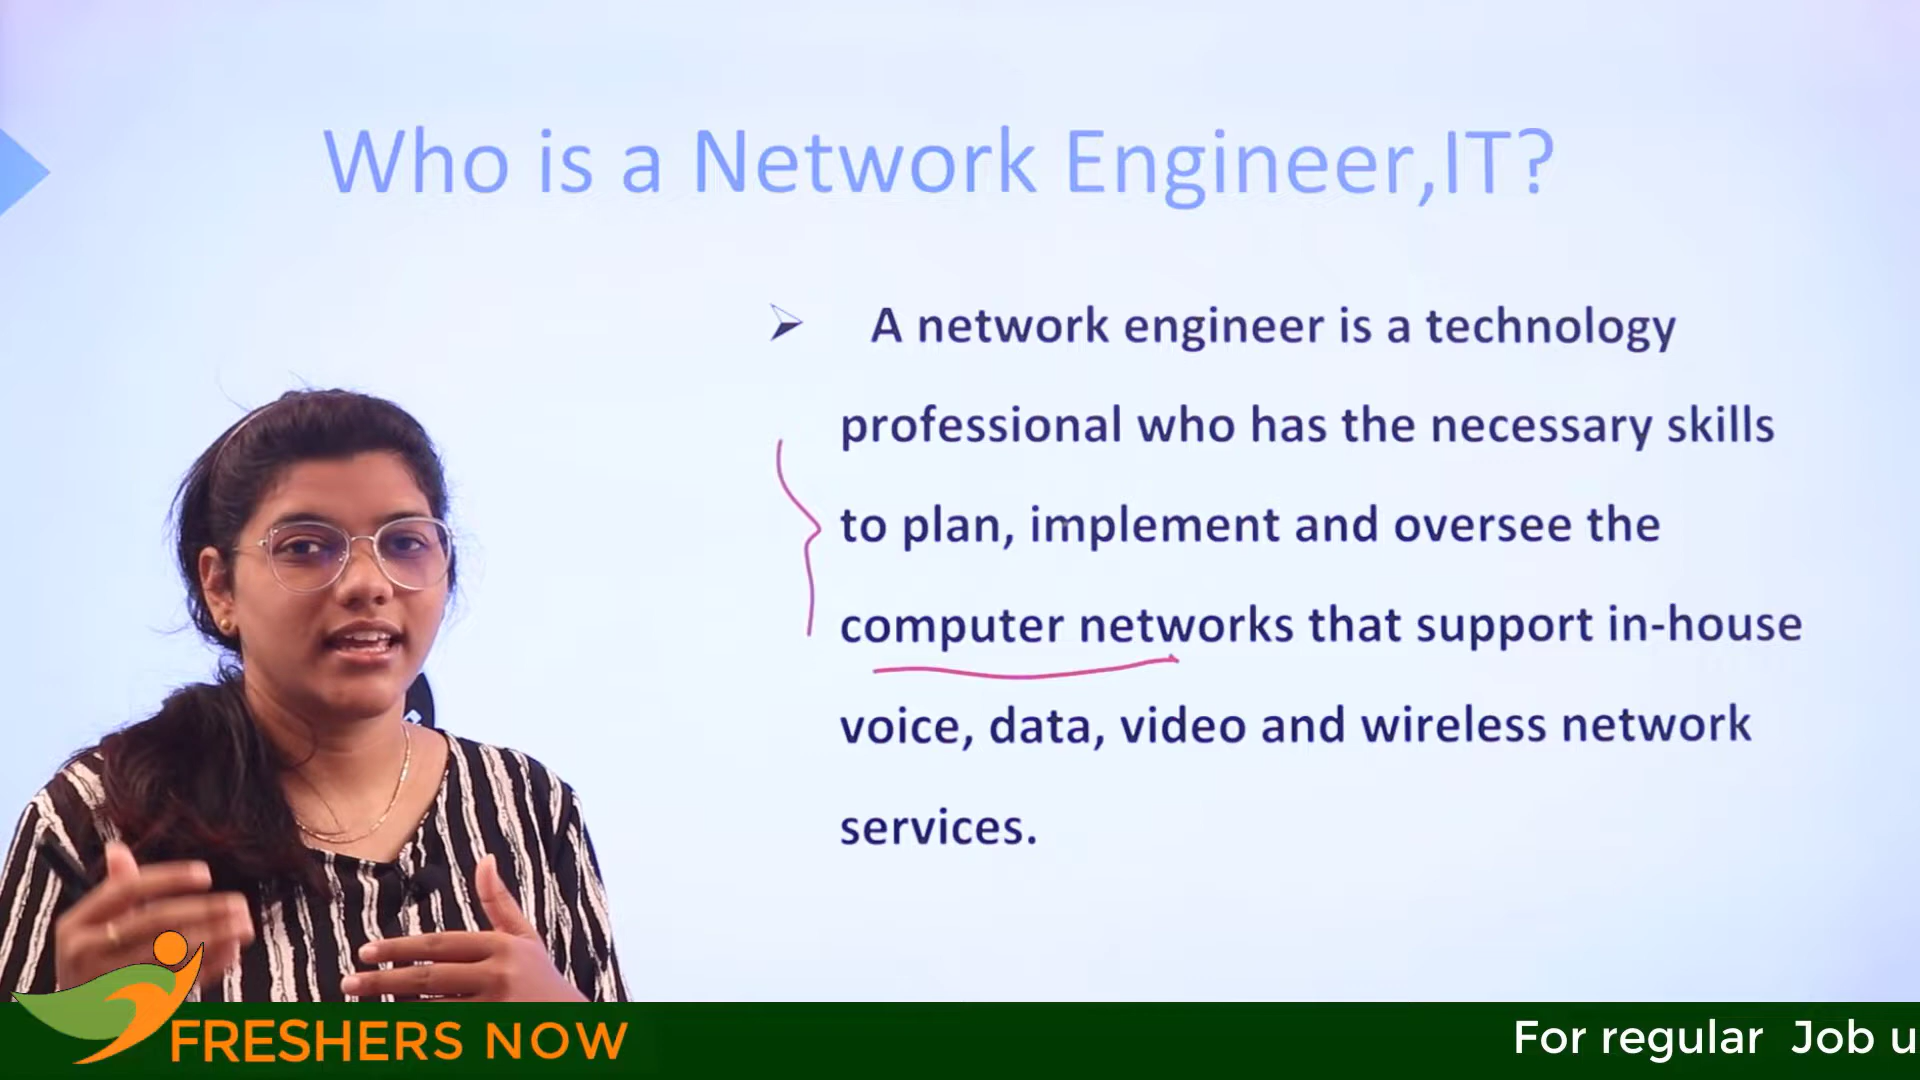 Who is a Network Engineer,IT?
A network engineer is a technology
professional who has the necessary skills
to plan, implement and oversee the
computer networks that support in-house
voice, data, video and wireless network
services.
FRESHERS NOW
For regular Job u